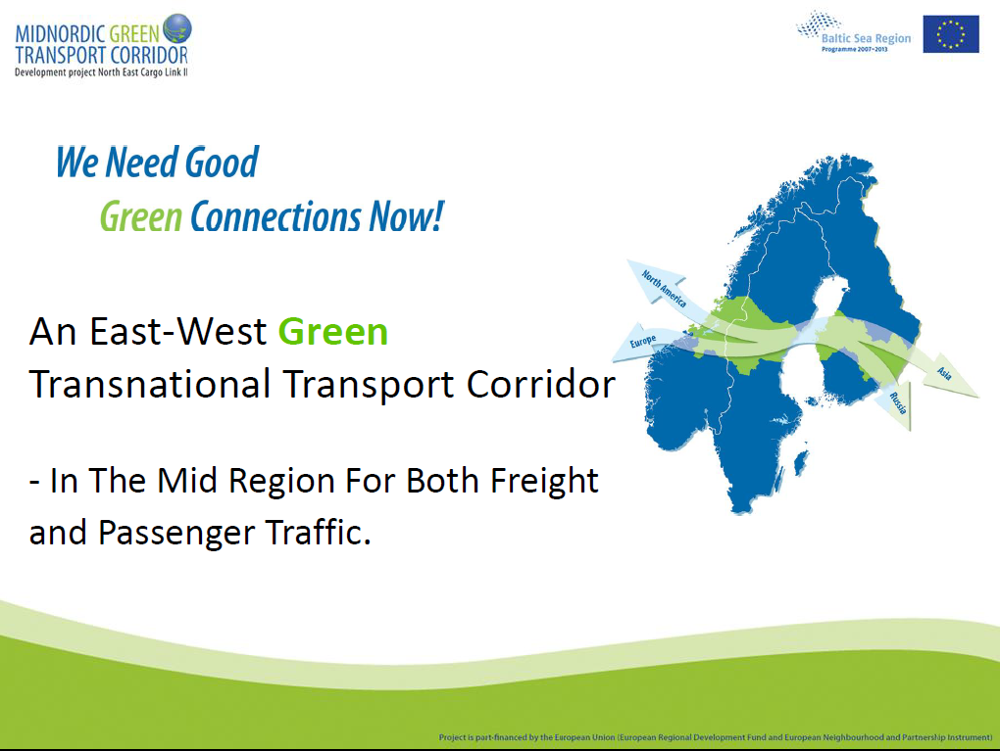 MIDNORDIC GREEN
TRANSPORT CORRIDOR
Development project North East Cargo Link II
Baltic Sea Region
Programme 2007-2013
We Need Good
Green Connections Now!
An East-West Green
Transnational Transport Corridor
- In The Mid Region For Both Freight
and Passenger Traffic.
North America
Europe
Asia
Russia
Project is part-financed by the European Union (European Regional Development Fund and European Neighbourhood and Partnership Instrument)